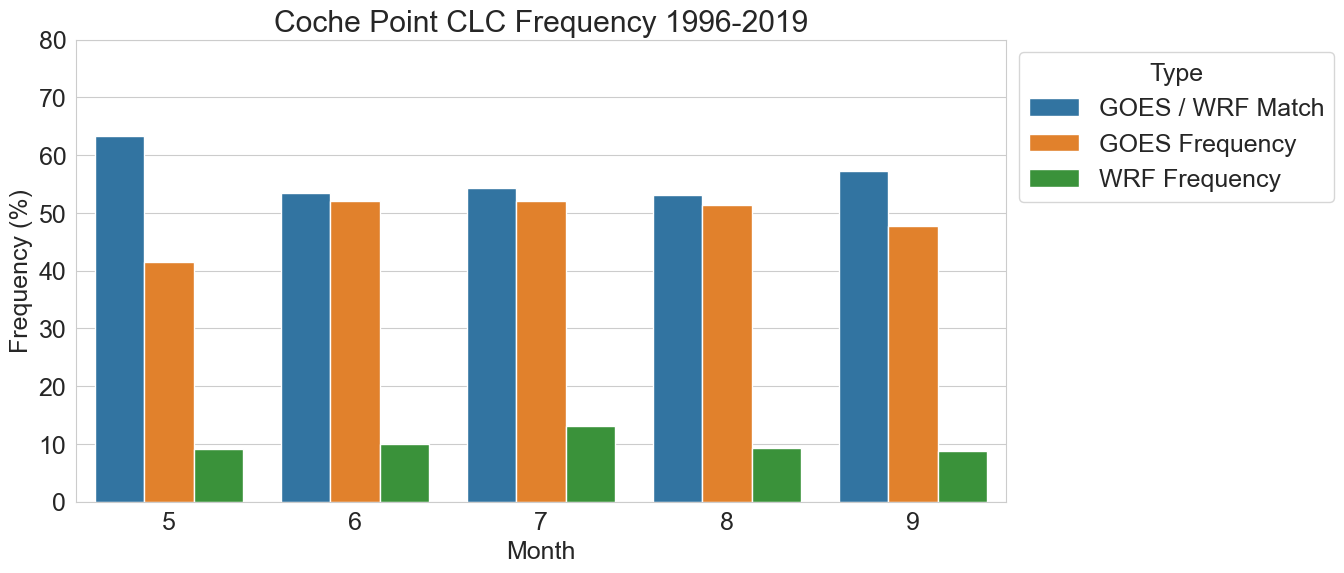 Coche Point CLC Frequency 1996-2019
80
70
60
50
40
30
20
10
0
Frequency (%)
5 6 7 8 9
Month
Type
GOES / WRF Match
GOES Frequency
WRF Frequency